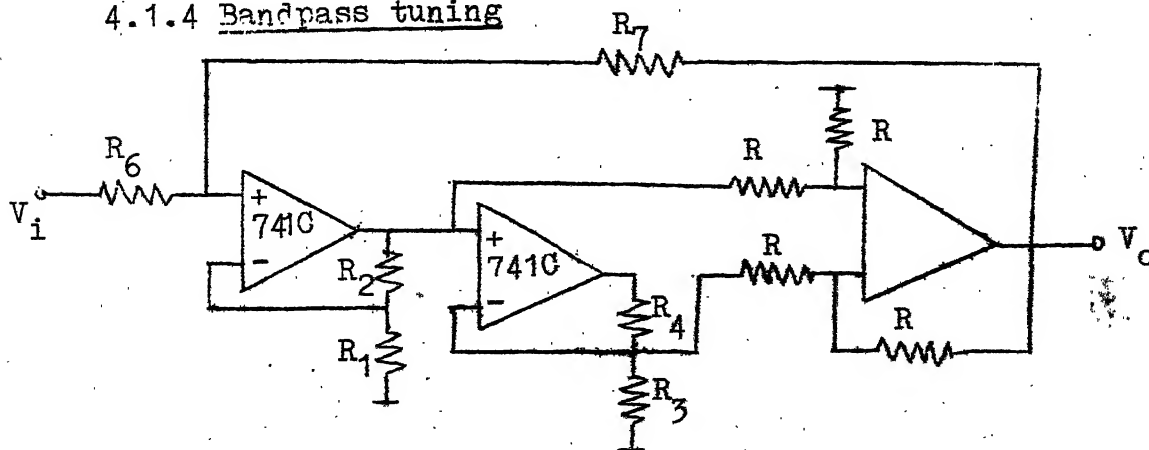 4.1.4 Bandpass tuning
R7
R
R6
R
Vi
+
741C
-
R2
R1
+
741C
-
R4
R3
R
R
Vo